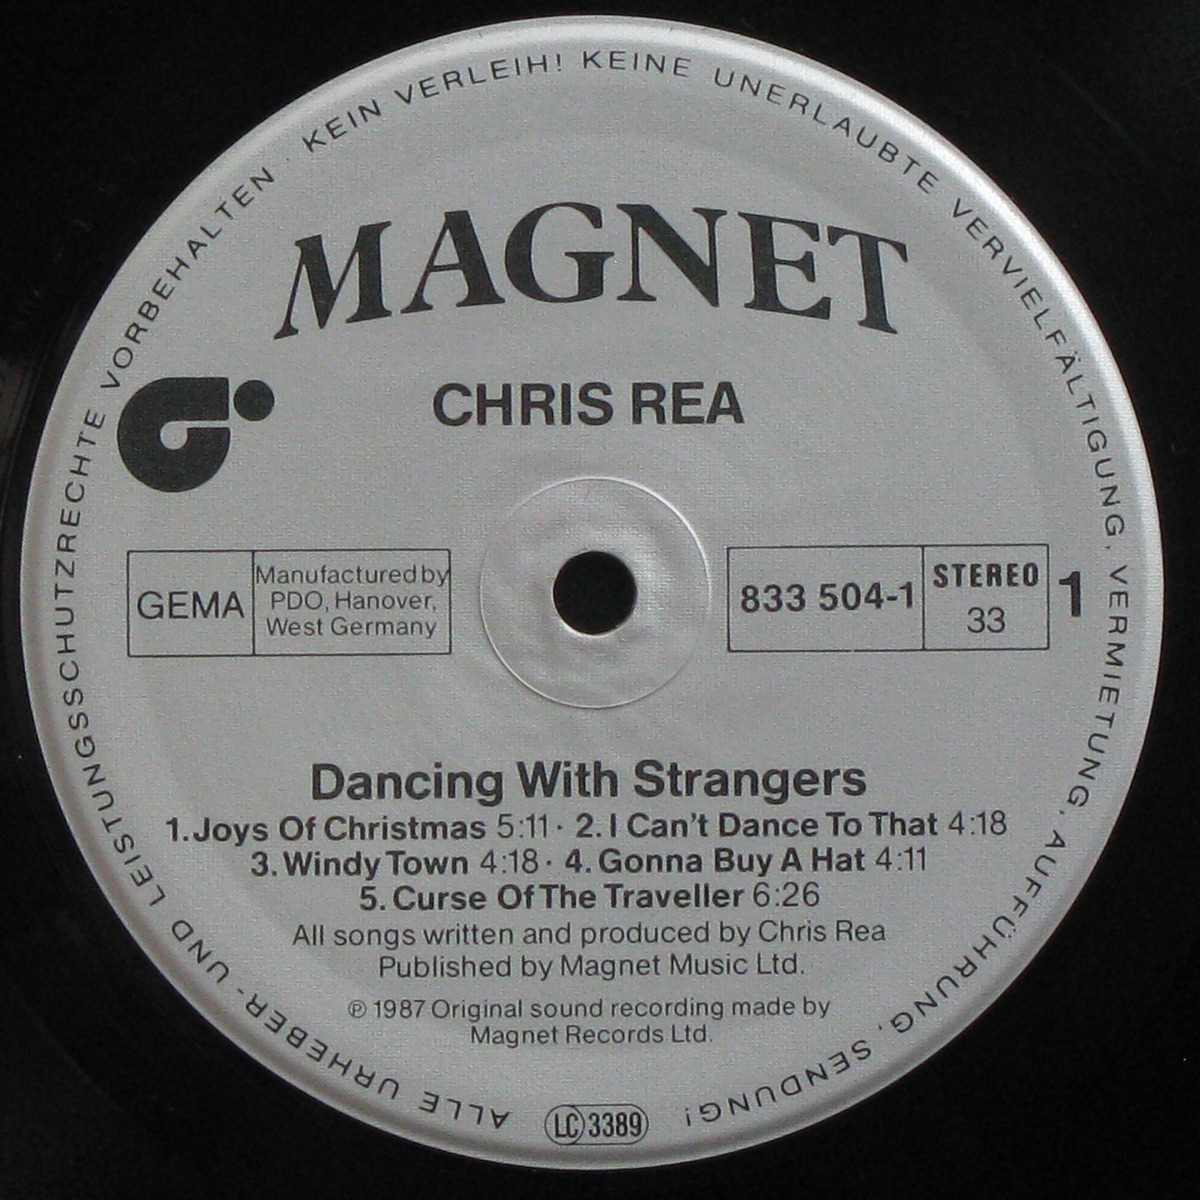 ALLE URHEBER- UND LEISTUNGSSCHUTZRECHTE VORBEHALTEN · KEIN VERLEIH! KEINE UNERLAUBTE VERVIELFÄLTIGUNG, VERMIETUNG, AUFFÜHRUNG, SENDUNG!
MAGNET
CHRIS REA
GEMA
Manufactured by
PDO, Hanover,
West Germany
833 504-1
STEREO
33
1
Dancing With Strangers
1. Joys Of Christmas 5:11 · 2. I Can't Dance To That 4:18
3. Windy Town 4:18 · 4. Gonna Buy A Hat 4:11
5. Curse Of The Traveller 6:26
All songs written and produced by Chris Rea
Published by Magnet Music Ltd.
℗ 1987 Original sound recording made by
Magnet Records Ltd.
LC 3389